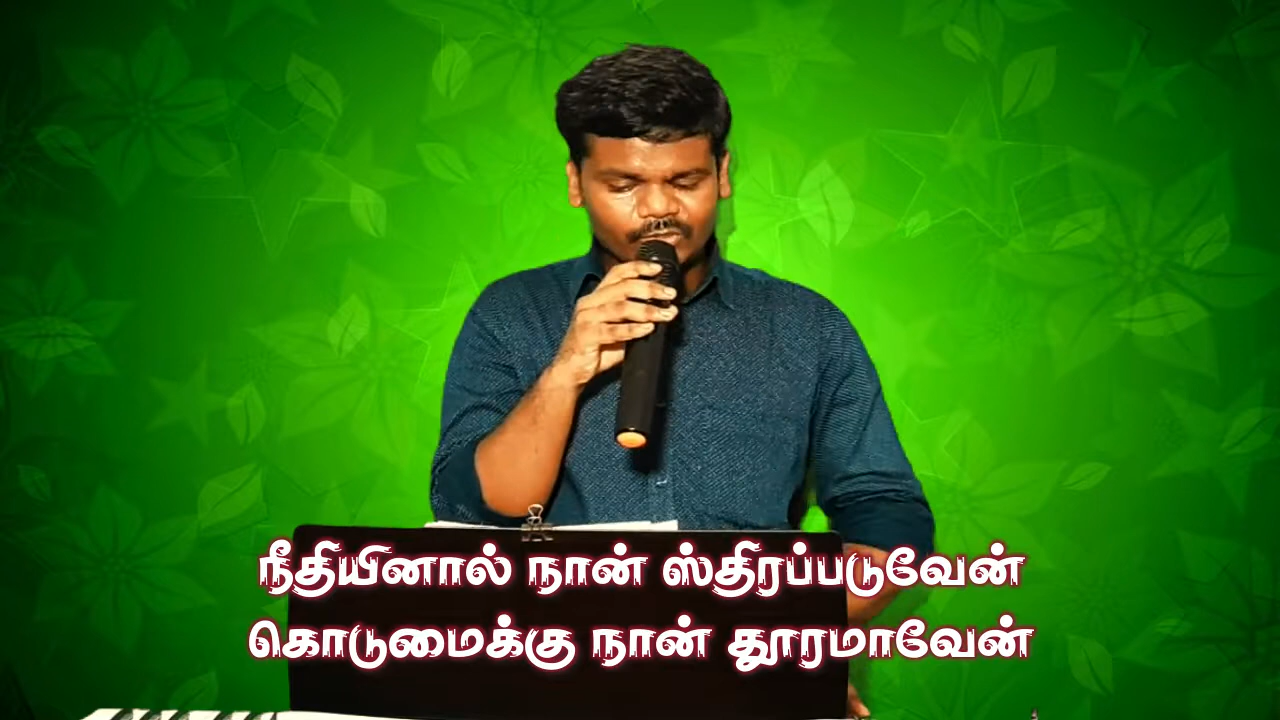 நீதியினால் நான் ஸ்திரப்படுவேன்
கொடுமைக்கு நான் தூரமாவேன்